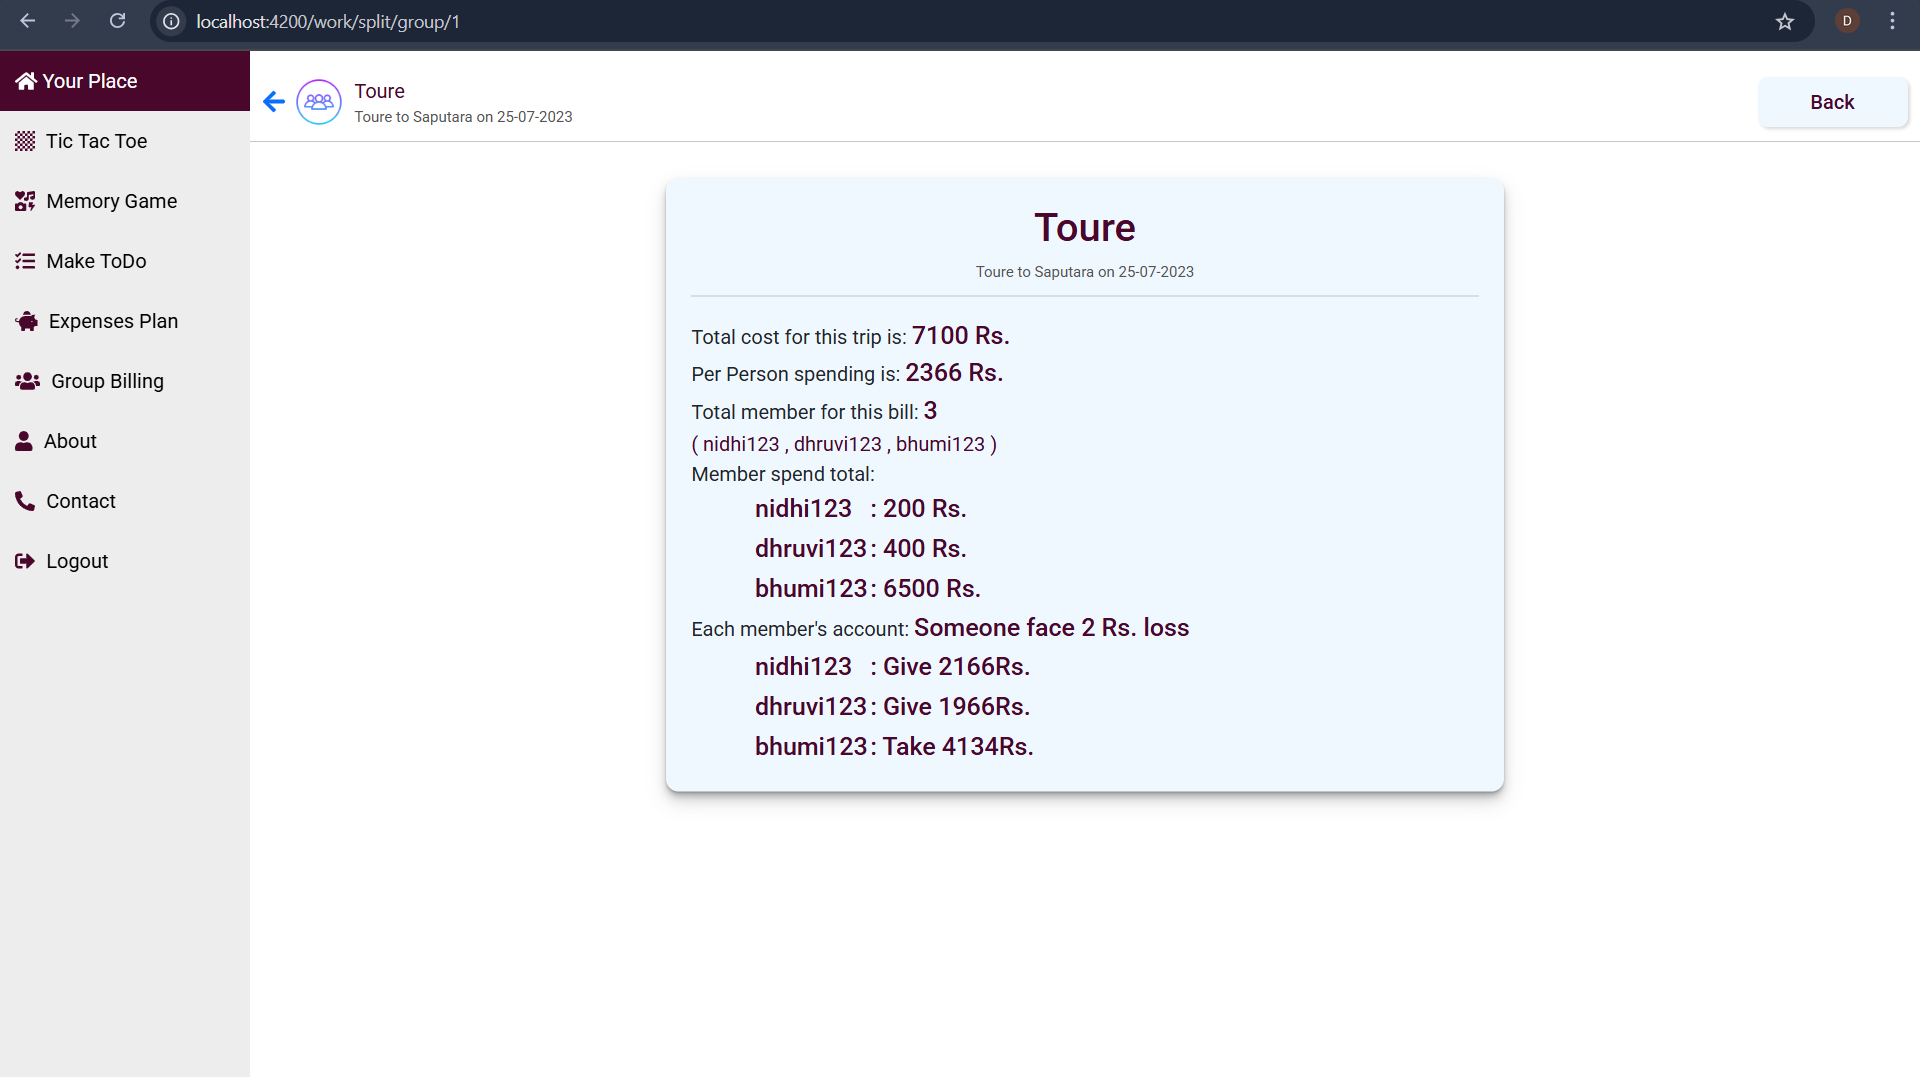 localhost:4200/work/split/group/1
D
Your Place
Tic Tac Toe
Memory Game
Make ToDo
Expenses Plan
Group Billing
About
Contact
Logout
Toure
Toure to Saputara on 25-07-2023
Back
Toure
Toure to Saputara on 25-07-2023
Total cost for this trip is: 7100 Rs.
Per Person spending is: 2366 Rs.
Total member for this bill: 3
( nidhi123 , dhruvi123 , bhumi123 )
Member spend total:
nidhi123 : 200 Rs.
dhruvi123 : 400 Rs.
bhumi123 : 6500 Rs.
Each member's account: Someone face 2 Rs. loss
nidhi123 : Give 2166Rs.
dhruvi123 : Give 1966Rs.
bhumi123 : Take 4134Rs.